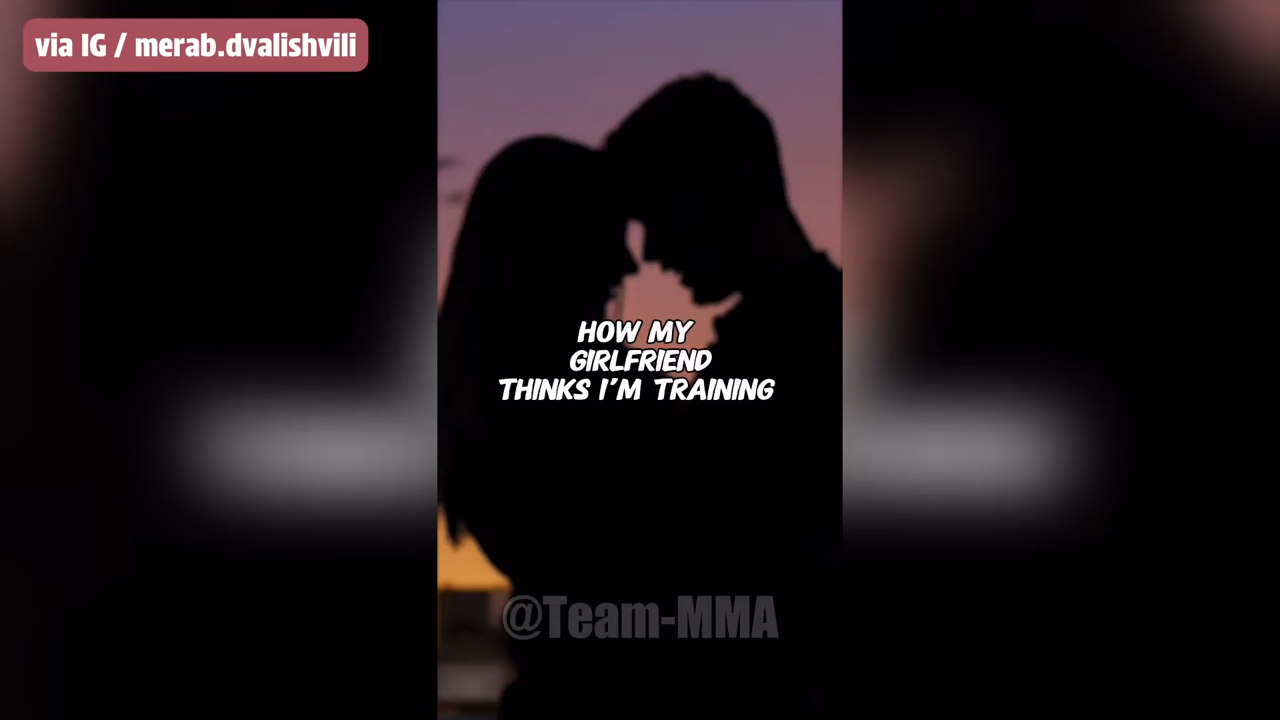 via IG / merab.dvalishvili
HOW MY
GIRLFRIEND
THINKS I'M TRAINING
@Team-MMA